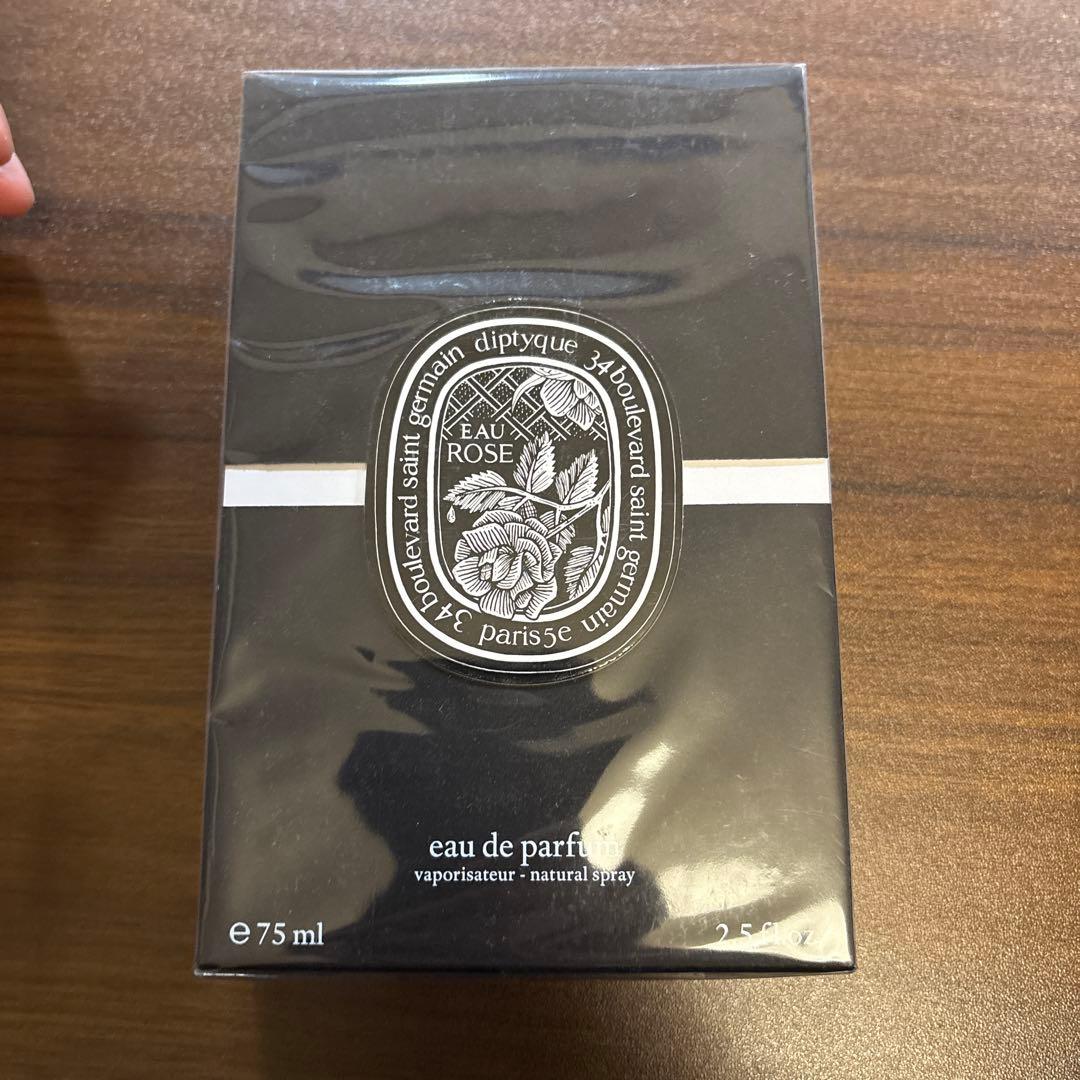 34 boulevard saint germain diptyque 34 boulevard saint germain paris 5e
EAU
ROSE
eau de parfum
vaporisateur - natural spray
e 75 ml
2.5 fl oz